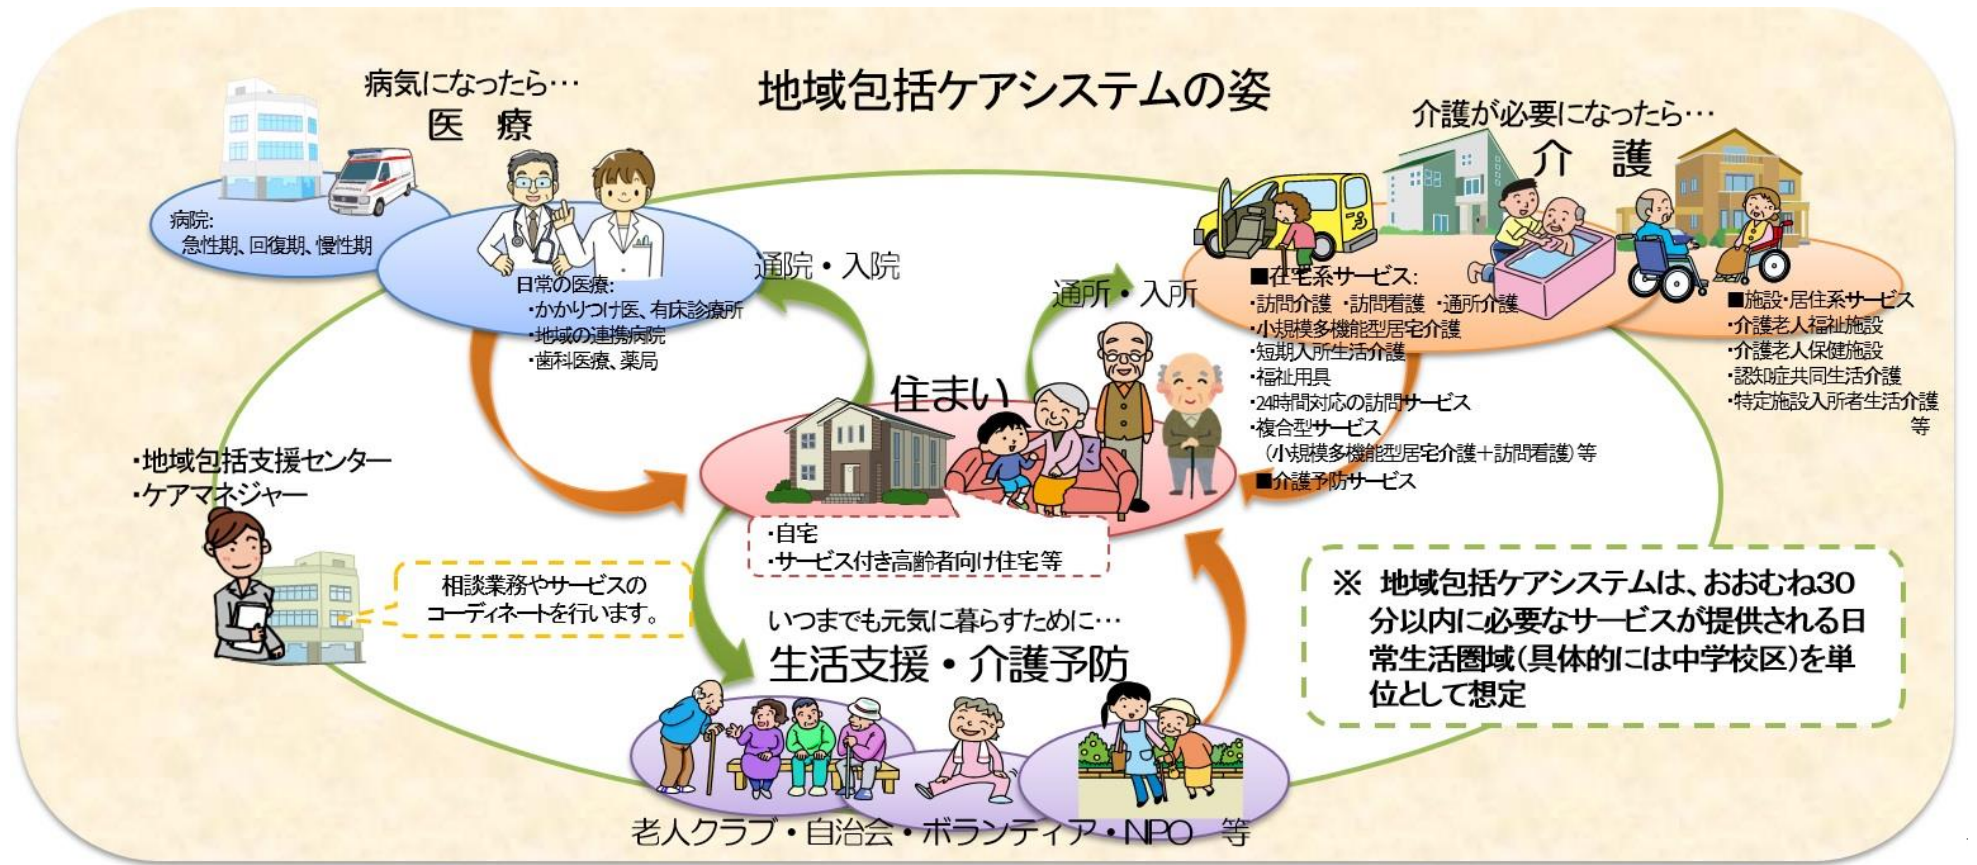 地域包括ケアシステムの姿
病気になったら…
医 療
病院:
急性期、回復期、慢性期
日常の医療:
・かかりつけ医、有床診療所
・地域の連携病院
・歯科医療、薬局
通院・入院
通所・入所
介護が必要になったら…
介 護
■在宅系サービス:
・訪問介護 ・訪問看護 ・通所介護
・小規模多機能型居宅介護
・短期入所生活介護
・福祉用具
・24時間対応の訪問サービス
・複合型サービス
(小規模多機能型居宅介護+訪問看護)等
■介護予防サービス
■施設・居住系サービス
・介護老人福祉施設
・介護老人保健施設
・認知症共同生活介護
・特定施設入所者生活介護
等
住まい
・自宅
・サービス付き高齢者向け住宅等
・地域包括支援センター
・ケアマネジャー
相談業務やサービスの
コーディネートを行います。
いつまでも元気に暮らすために…
生活支援・介護予防
老人クラブ・自治会・ボランティア・NPO 等
※ 地域包括ケアシステムは、おおむね30
分以内に必要なサービスが提供される日
常生活圏域(具体的には中学校区)を単
位として想定